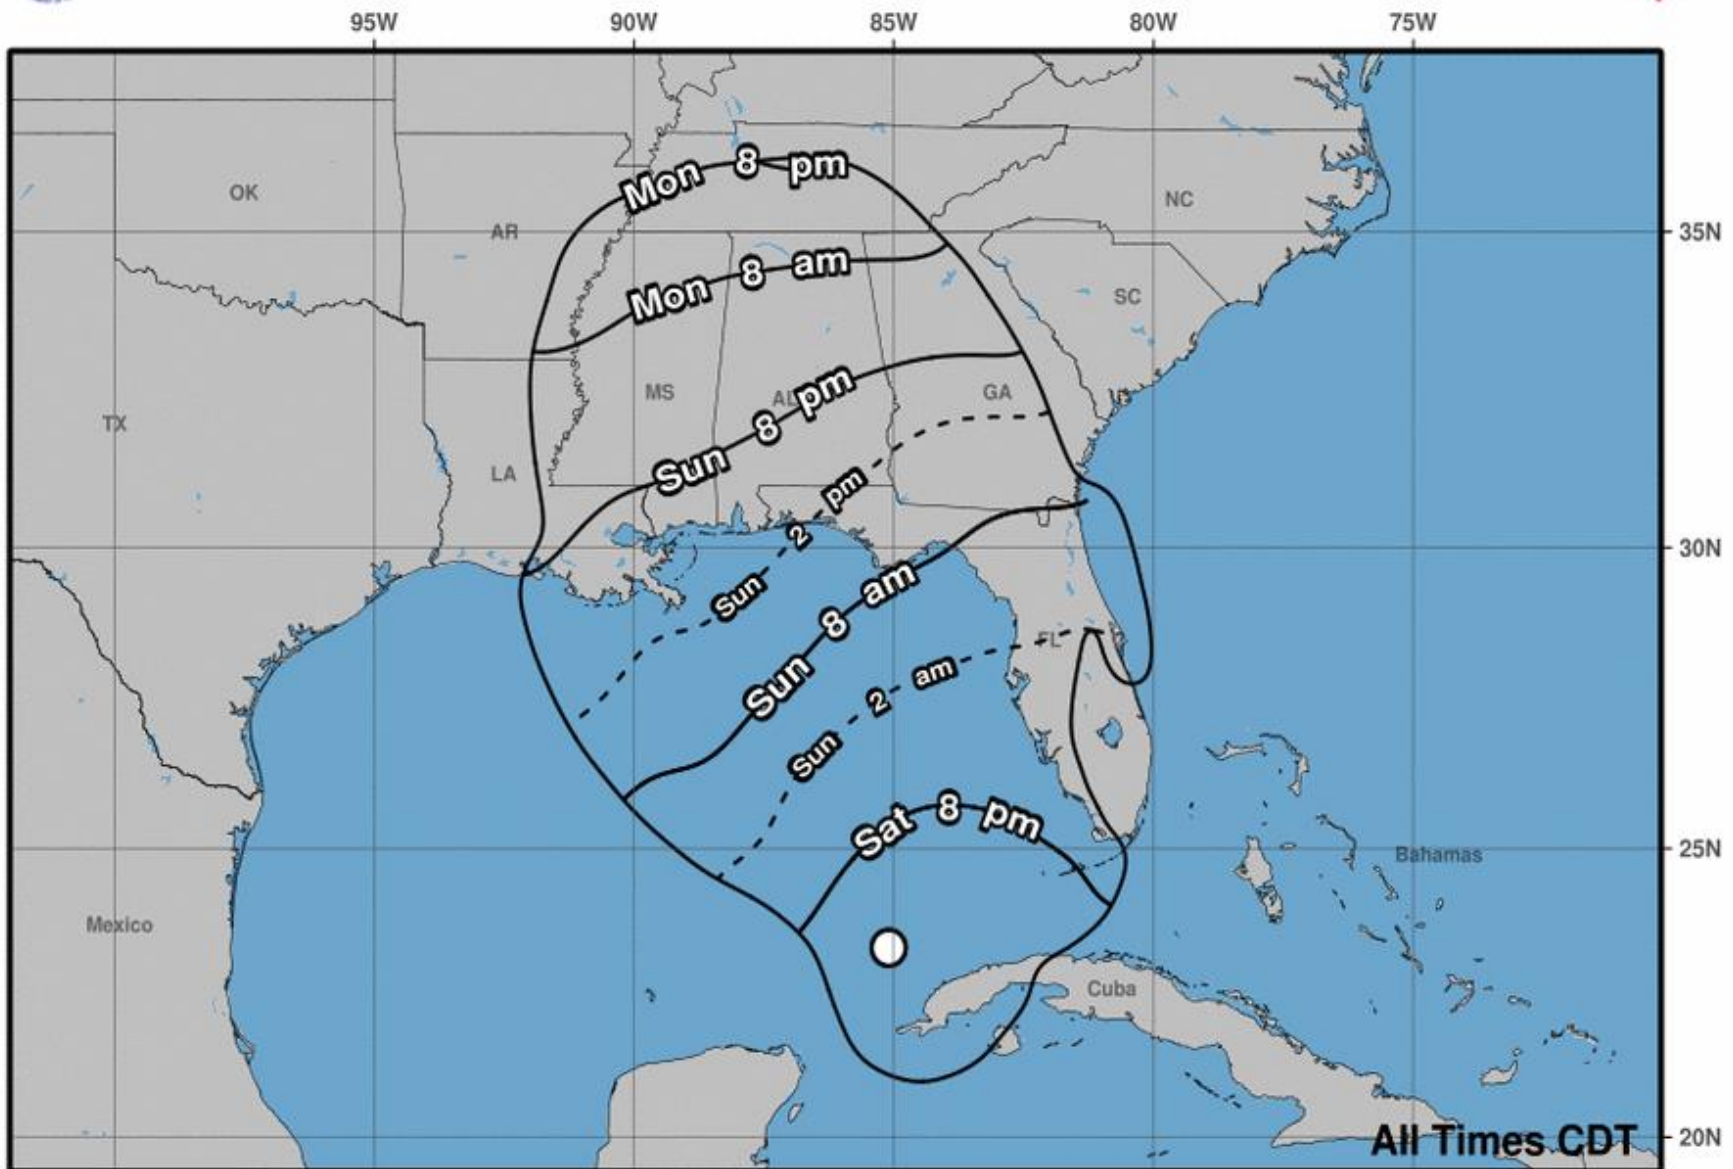 95W 90W 85W 80W 75W
Mon 8 pm
OK
NC
AR
35N
Mon 8 am
SC
MS
AL
GA
Sun 8 pm
TX
LA
Sun 2 pm
30N
Sun 8 am
FL
Sun 2 am
Sat 8 pm
25N
Bahamas
Mexico
Cuba
All Times CDT
20N